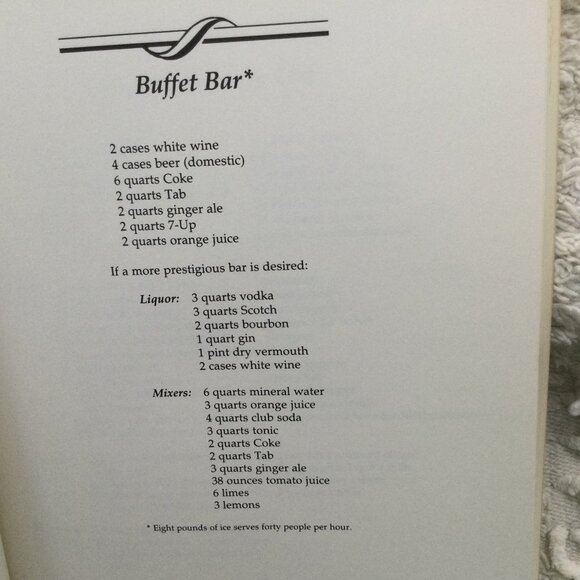 Buffet Bar*
2 cases white wine
4 cases beer (domestic)
6 quarts Coke
2 quarts Tab
2 quarts ginger ale
2 quarts 7-Up
2 quarts orange juice
If a more prestigious bar is desired:
Liquor: 3 quarts vodka
3 quarts Scotch
2 quarts bourbon
1 quart gin
1 pint dry vermouth
2 cases white wine
Mixers: 6 quarts mineral water
3 quarts orange juice
4 quarts club soda
3 quarts tonic
2 quarts Coke
2 quarts Tab
3 quarts ginger ale
38 ounces tomato juice
6 limes
3 lemons
* Eight pounds of ice serves forty people per hour.